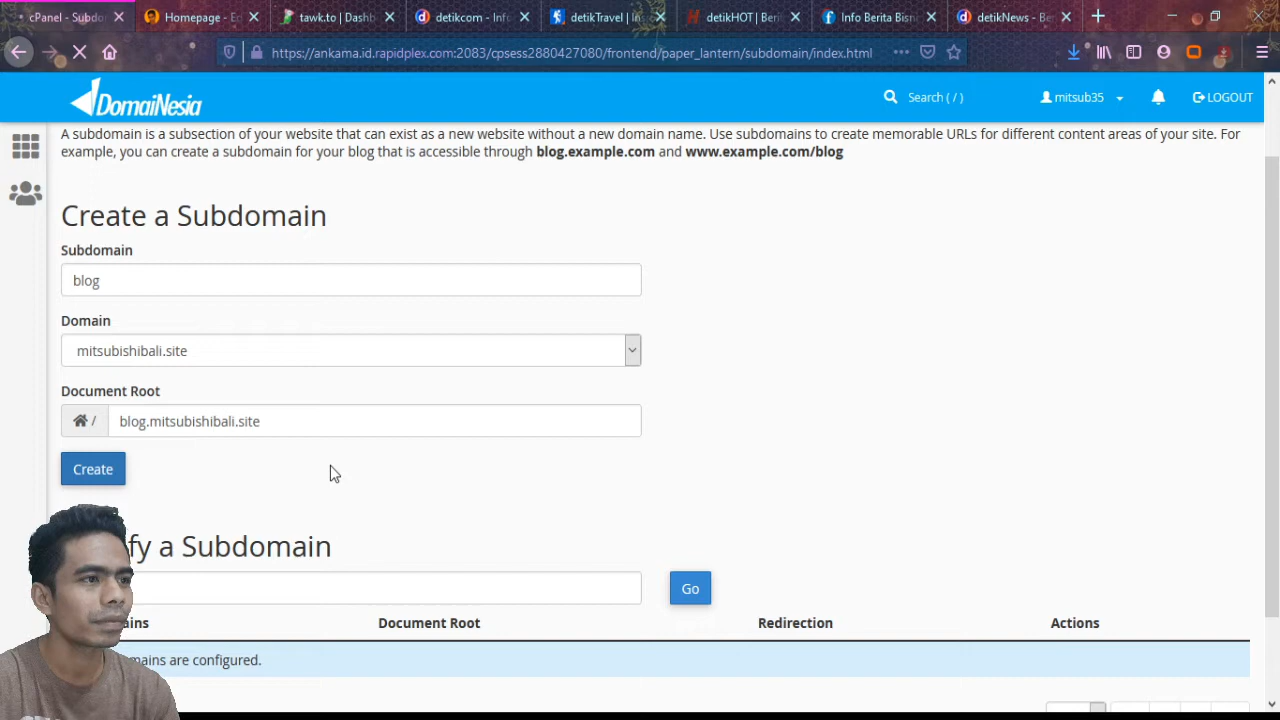 cPanel - Subdo
Homepage - Ed
tawk.to | Dashb
detikcom - Info
detikTravel | In
detikHOT | Beri
Info Berita Bisn
detikNews - Be
https://ankama.id.rapidplex.com:2083/cpsess2880427080/frontend/paper_lantern/subdomain/index.html
DomaiNesia
Search ( / )
mitsub35
LOGOUT
A subdomain is a subsection of your website that can exist as a new website without a new domain name. Use subdomains to create memorable URLs for different content areas of your site. For
example, you can create a subdomain for your blog that is accessible through blog.example.com and www.example.com/blog
Create a Subdomain
Subdomain
blog
Domain
mitsubishibali.site
Document Root
/ blog.mitsubishibali.site
Create
fy a Subdomain
Go
ains
Document Root
Redirection
Actions
mains are configured.